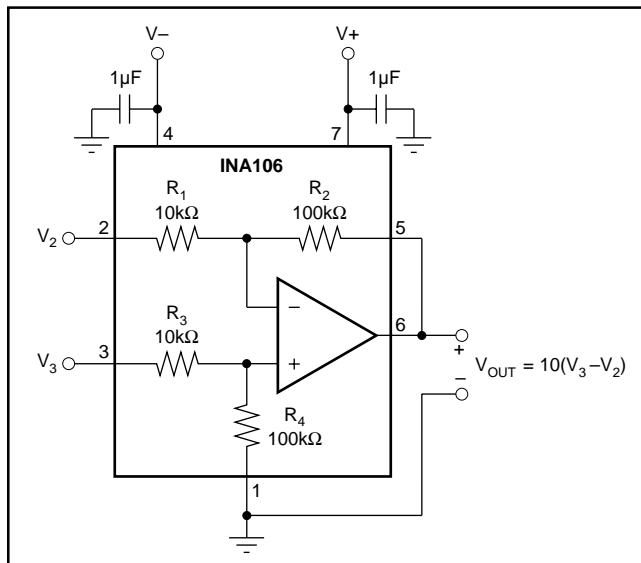 V– V+
1µF 1µF
4 7
INA106
R1 R2
10kΩ 100kΩ
V2 2 5
–
R3
10kΩ
6
V3 3 +
+
VOUT = 10(V3 –V2)
–
R4
100kΩ
1